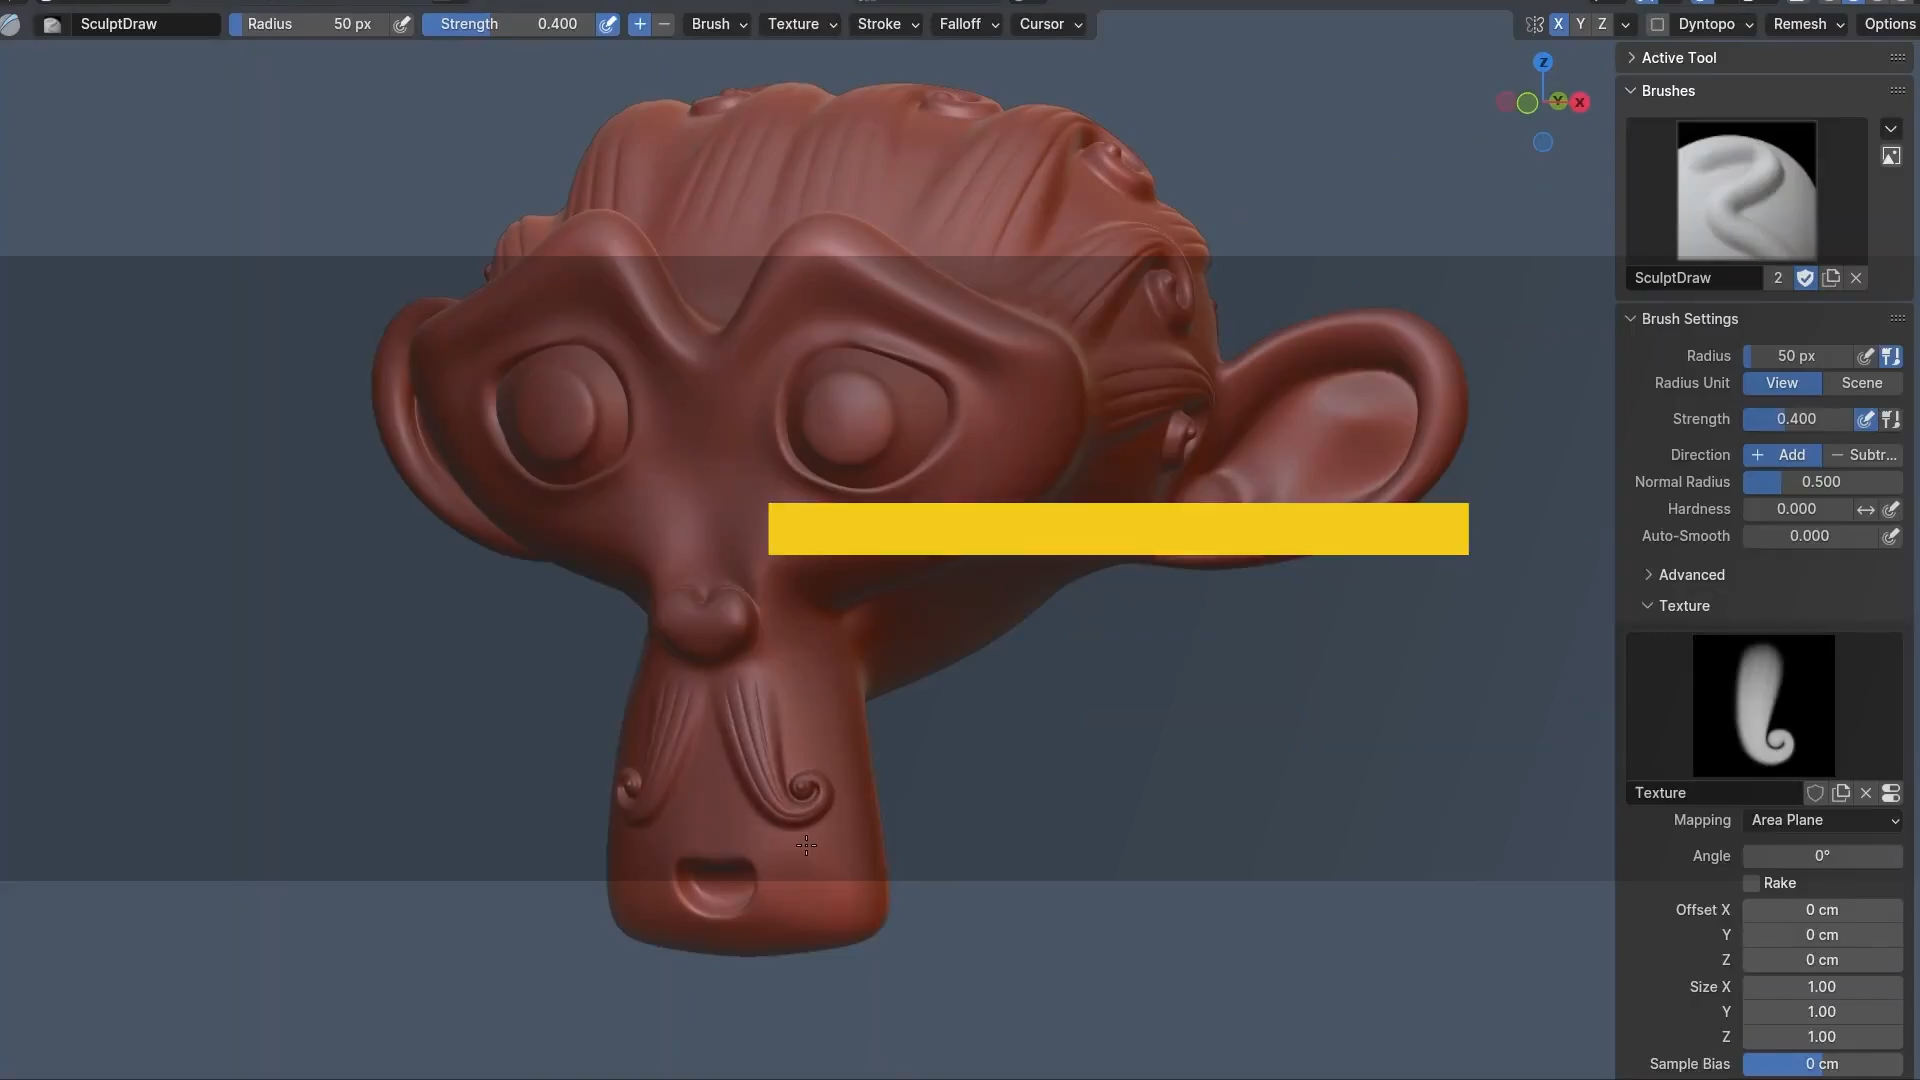 SculptDraw Radius 50 px Strength 0.400 Brush Texture Stroke Falloff Cursor X Y Z Dyntopo Remesh Options
Z
Y X
Active Tool
Brushes
SculptDraw 2
Brush Settings
Radius 50 px
Radius Unit View Scene
Strength 0.400
Direction + Add − Subtr...
Normal Radius 0.500
Hardness 0.000
Auto-Smooth 0.000
Advanced
Texture
Texture
Mapping Area Plane
Angle 0°
Rake
Offset X 0 cm
Y 0 cm
Z 0 cm
Size X 1.00
Y 1.00
Z 1.00
Sample Bias 0 cm